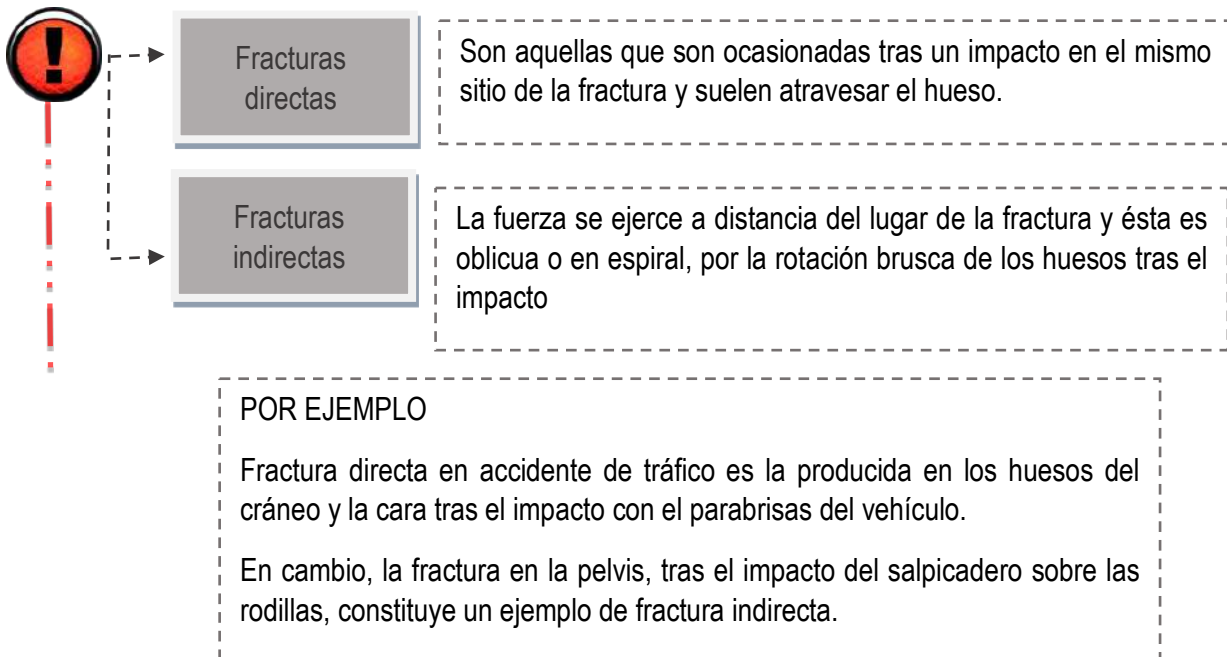 Fracturas
directas
Son aquellas que son ocasionadas tras un impacto en el mismo
sitio de la fractura y suelen atravesar el hueso.
Fracturas
indirectas
La fuerza se ejerce a distancia del lugar de la fractura y ésta es
oblicua o en espiral, por la rotación brusca de los huesos tras el
impacto
POR EJEMPLO
Fractura directa en accidente de tráfico es la producida en los huesos del
cráneo y la cara tras el impacto con el parabrisas del vehículo.
En cambio, la fractura en la pelvis, tras el impacto del salpicadero sobre las
rodillas, constituye un ejemplo de fractura indirecta.